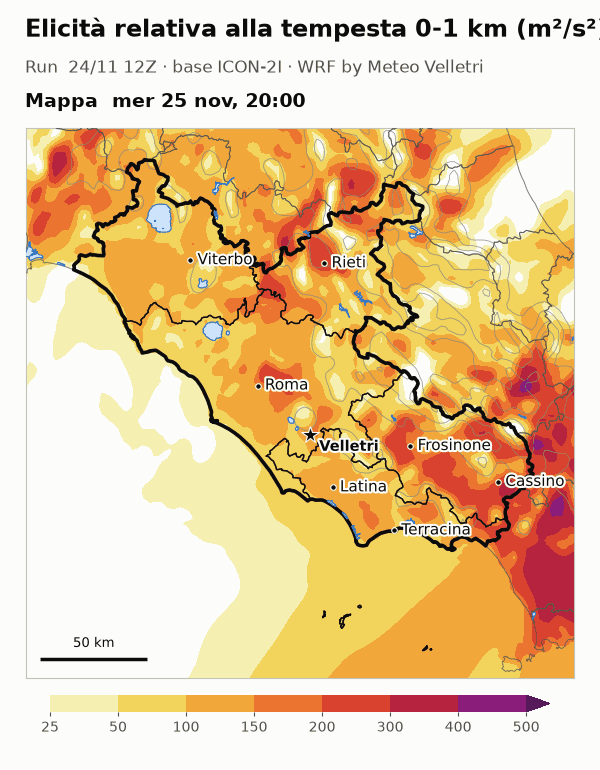 Elicità relativa alla tempesta 0-1 km (m²/s²)
Run 24/11 12Z · base ICON-2I · WRF by Meteo Velletri
Mappa mer 25 nov, 20:00
Viterbo
Rieti
Roma
Velletri
Frosinone
Latina
Cassino
Terracina
50 km
25 50 100 150 200 300 400 500